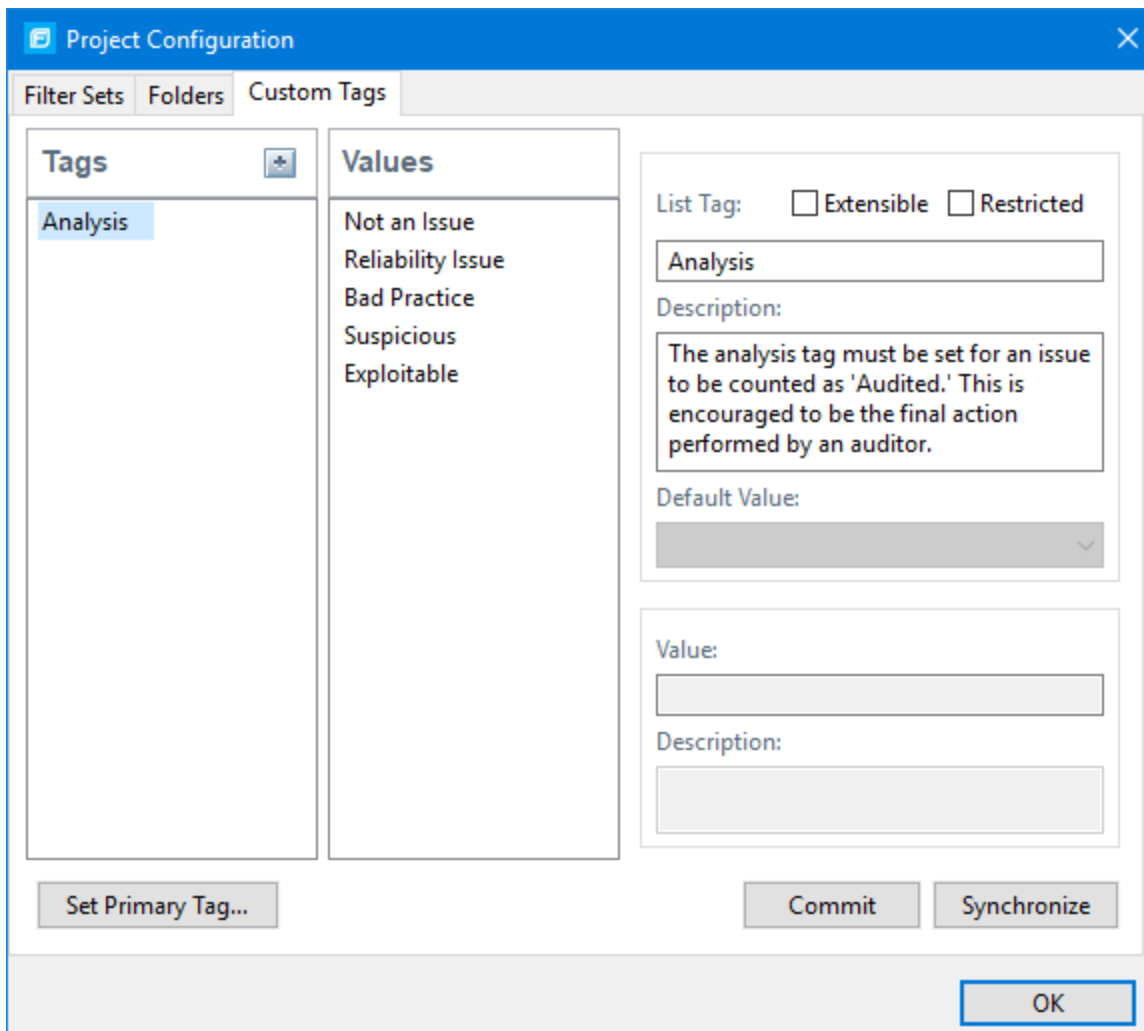 Project Configuration
Filter Sets Folders Custom Tags
Tags
Analysis
Values
Not an Issue
Reliability Issue
Bad Practice
Suspicious
Exploitable
List Tag: Extensible Restricted
Analysis
Description:
The analysis tag must be set for an issue
to be counted as 'Audited.' This is
encouraged to be the final action
performed by an auditor.
Default Value:
Value:
Description:
Set Primary Tag...
Commit
Synchronize
OK